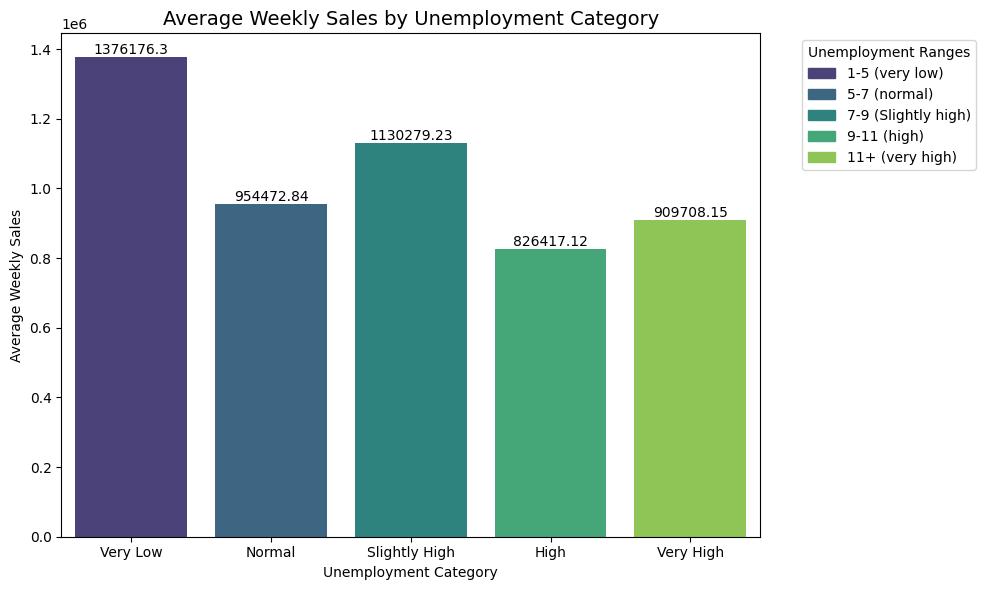 Average Weekly Sales by Unemployment Category
1e6
1.4
1.2
1.0
0.8
0.6
0.4
0.2
0.0
Average Weekly Sales
1376176.3
954472.84
1130279.23
826417.12
909708.15
Very Low
Normal
Slightly High
High
Very High
Unemployment Category
Unemployment Ranges
1-5 (very low)
5-7 (normal)
7-9 (Slightly high)
9-11 (high)
11+ (very high)